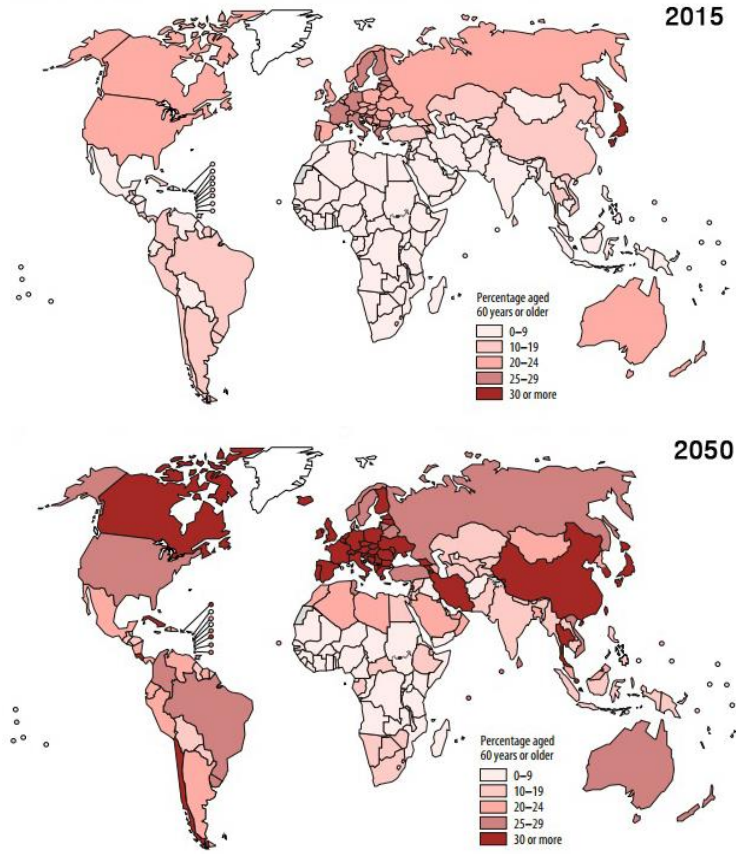 2015
Percentage aged
60 years or older
0–9
10–19
20–24
25–29
30 or more
2050
Percentage aged
60 years or older
0–9
10–19
20–24
25–29
30 or more